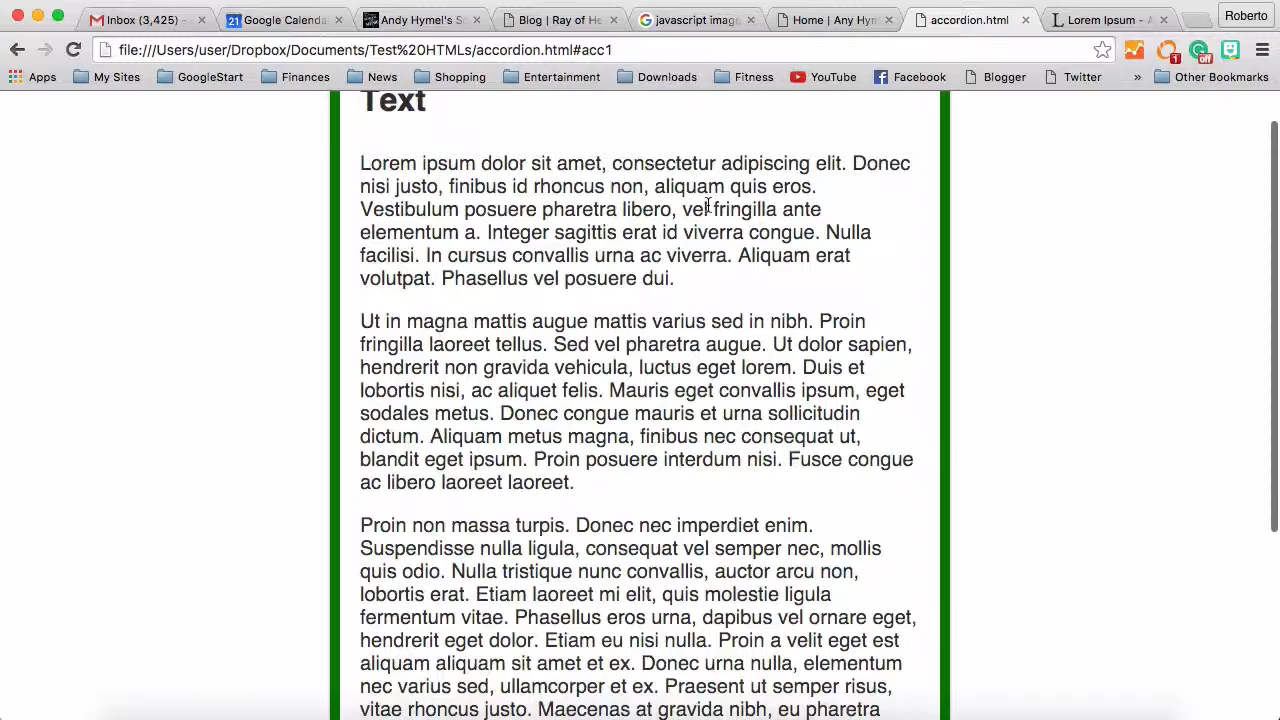 Inbox (3,425) -
Google Calenda
Andy Hymel's S
Blog | Ray of He
javascript image
Home | Any Hym
accordion.html
Lorem Ipsum - A
Roberto
file:///Users/user/Dropbox/Documents/Test%20HTMLs/accordion.html#acc1
Apps
My Sites
GoogleStart
Finances
News
Shopping
Entertainment
Downloads
Fitness
YouTube
Facebook
Blogger
Twitter
»
Other Bookmarks
Text
Lorem ipsum dolor sit amet, consectetur adipiscing elit. Donec
nisi justo, finibus id rhoncus non, aliquam quis eros.
Vestibulum posuere pharetra libero, vel fringilla ante
elementum a. Integer sagittis erat id viverra congue. Nulla
facilisi. In cursus convallis urna ac viverra. Aliquam erat
volutpat. Phasellus vel posuere dui.
Ut in magna mattis augue mattis varius sed in nibh. Proin
fringilla laoreet tellus. Sed vel pharetra augue. Ut dolor sapien,
hendrerit non gravida vehicula, luctus eget lorem. Duis et
lobortis nisi, ac aliquet felis. Mauris eget convallis ipsum, eget
sodales metus. Donec congue mauris et urna sollicitudin
dictum. Aliquam metus magna, finibus nec consequat ut,
blandit eget ipsum. Proin posuere interdum nisi. Fusce congue
ac libero laoreet laoreet.
Proin non massa turpis. Donec nec imperdiet enim.
Suspendisse nulla ligula, consequat vel semper nec, mollis
quis odio. Nulla tristique nunc convallis, auctor arcu non,
lobortis erat. Etiam laoreet mi elit, quis molestie ligula
fermentum vitae. Phasellus eros urna, dapibus vel ornare eget,
hendrerit eget dolor. Etiam eu nisi nulla. Proin a velit eget est
aliquam aliquam sit amet et ex. Donec urna nulla, elementum
nec varius sed, ullamcorper et ex. Praesent ut semper risus,
vitae rhoncus justo. Maecenas at gravida nibh, eu pharetra